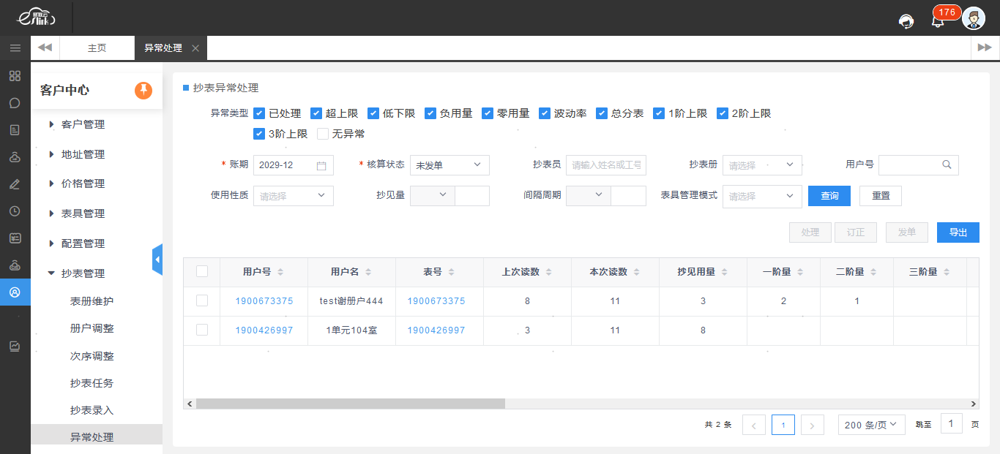 易联云
176
主页
异常处理
客户中心
客户管理
地址管理
价格管理
表具管理
配置管理
抄表管理
表册维护
册户调整
次序调整
抄表任务
抄表录入
异常处理
抄表异常处理
异常类型 已处理 超上限 低下限 负用量 零用量 波动率 总分表 1阶上限 2阶上限
3阶上限 无异常
* 账期 2029-12 * 核算状态 未发单 抄表员 请输入姓名或工号 抄表册 请选择 用户号
使用性质 请选择 抄见量 间隔周期 表具管理模式 请选择 查询 重置
处理 订正 发单 导出
用户号 用户名 表号 上次读数 本次读数 抄见用量 一阶量 二阶量 三阶量
1900673375 test谢册户444 1900673375 8 11 3 2 1
1900426997 1单元104室 1900426997 3 11 8
共 2 条 1 200 条/页 跳至 1 页